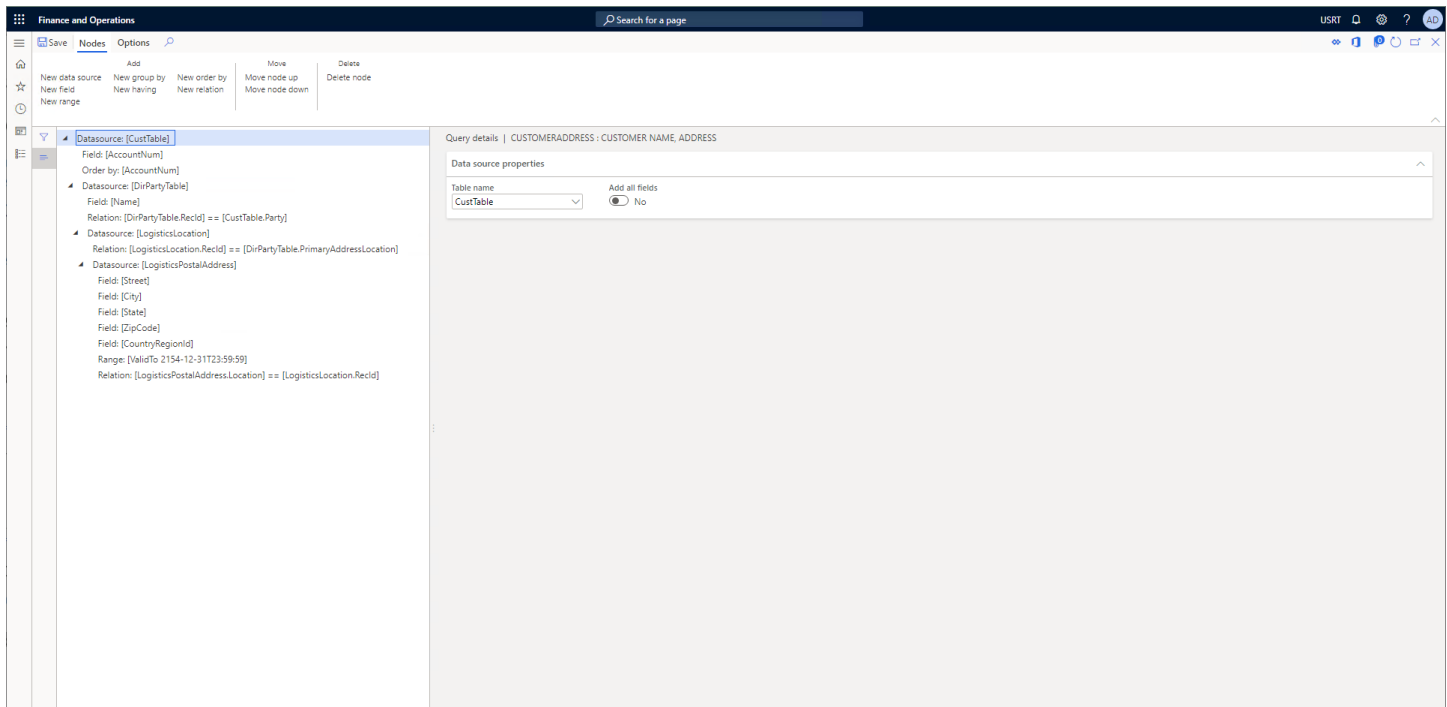 Finance and Operations
Search for a page
USRT
AD
Save Nodes Options
0
Add Move Delete
New data source New group by New order by Move node up Delete node
New field New having New relation Move node down
New range
Datasource: [CustTable]
Field: [AccountNum]
Order by: [AccountNum]
Datasource: [DirPartyTable]
Field: [Name]
Relation: [DirPartyTable.RecId] == [CustTable.Party]
Datasource: [LogisticsLocation]
Relation: [LogisticsLocation.RecId] == [DirPartyTable.PrimaryAddressLocation]
Datasource: [LogisticsPostalAddress]
Field: [Street]
Field: [City]
Field: [State]
Field: [ZipCode]
Field: [CountryRegionId]
Range: [ValidTo 2154-12-31T23:59:59]
Relation: [LogisticsPostalAddress.Location] == [LogisticsLocation.RecId]
Query details | CUSTOMERADDRESS : CUSTOMER NAME, ADDRESS
Data source properties
Table name Add all fields
CustTable No